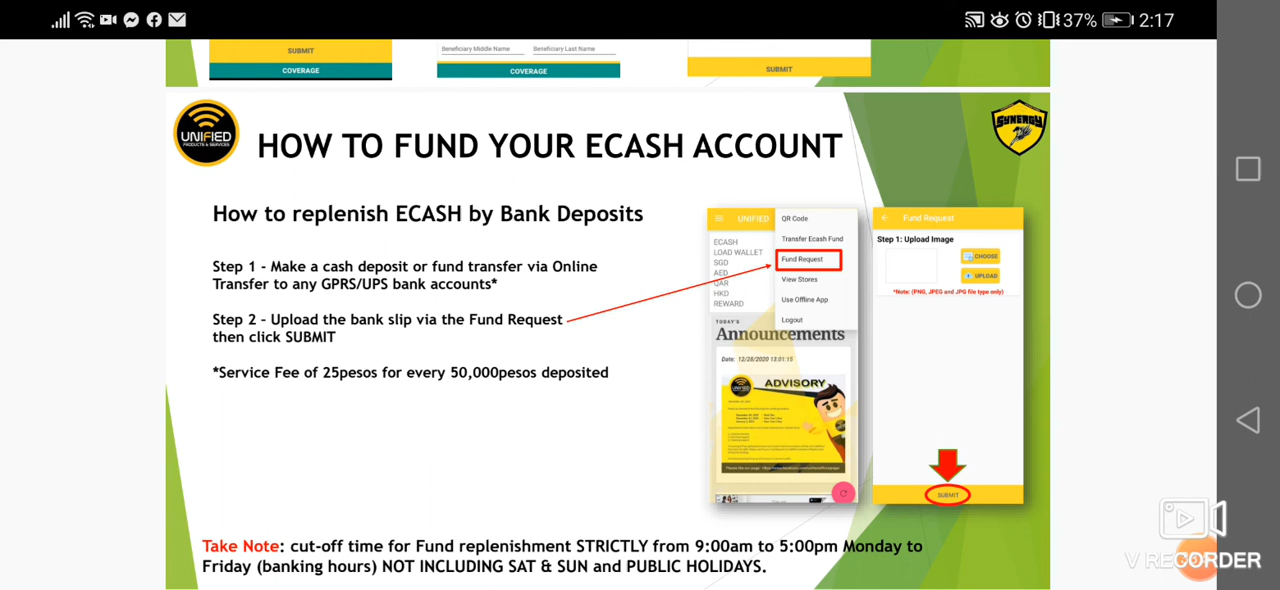 37% 2:17
SUBMIT
COVERAGE
Beneficiary Middle Name Beneficiary Last Name
COVERAGE
SUBMIT
UNIFIED
PRODUCTS & SERVICES
HOW TO FUND YOUR ECASH ACCOUNT
SYNERGY
How to replenish ECASH by Bank Deposits
Step 1 - Make a cash deposit or fund transfer via Online
Transfer to any GPRS/UPS bank accounts*
Step 2 - Upload the bank slip via the Fund Request
then click SUBMIT
*Service Fee of 25pesos for every 50,000pesos deposited
UNIFIED
ECASH
LOAD WALLET
SGD
AED
QAR
HKD
REWARD
QR Code
Transfer Ecash Fund
Fund Request
View Stores
Use Offline App
Logout
TODAY'S
Announcements
Date: 12/28/2020 13:01:15
UNIFIED
ADVISORY
Fund Request
Step 1: Upload Image
CHOOSE
UPLOAD
*Note: (PNG, JPEG and JPG file type only)
SUBMIT
Take Note: cut-off time for Fund replenishment STRICTLY from 9:00am to 5:00pm Monday to
Friday (banking hours) NOT INCLUDING SAT & SUN and PUBLIC HOLIDAYS.
V RECORDER